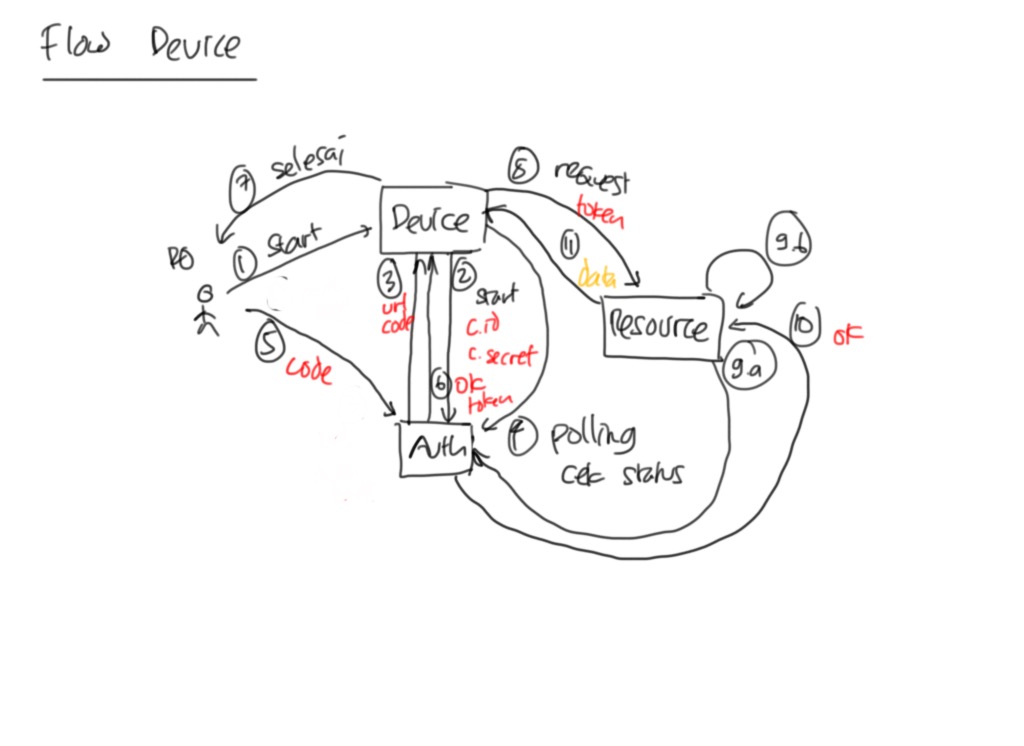 Flow Device
7 selesai
8 request
token
RO
1 start
Device
11
data
9.b
3
url
code
2
start
c.id
c. secret
Resource
10 ok
9.a
5
code
6 ok
token
Auth
4 polling
cek status